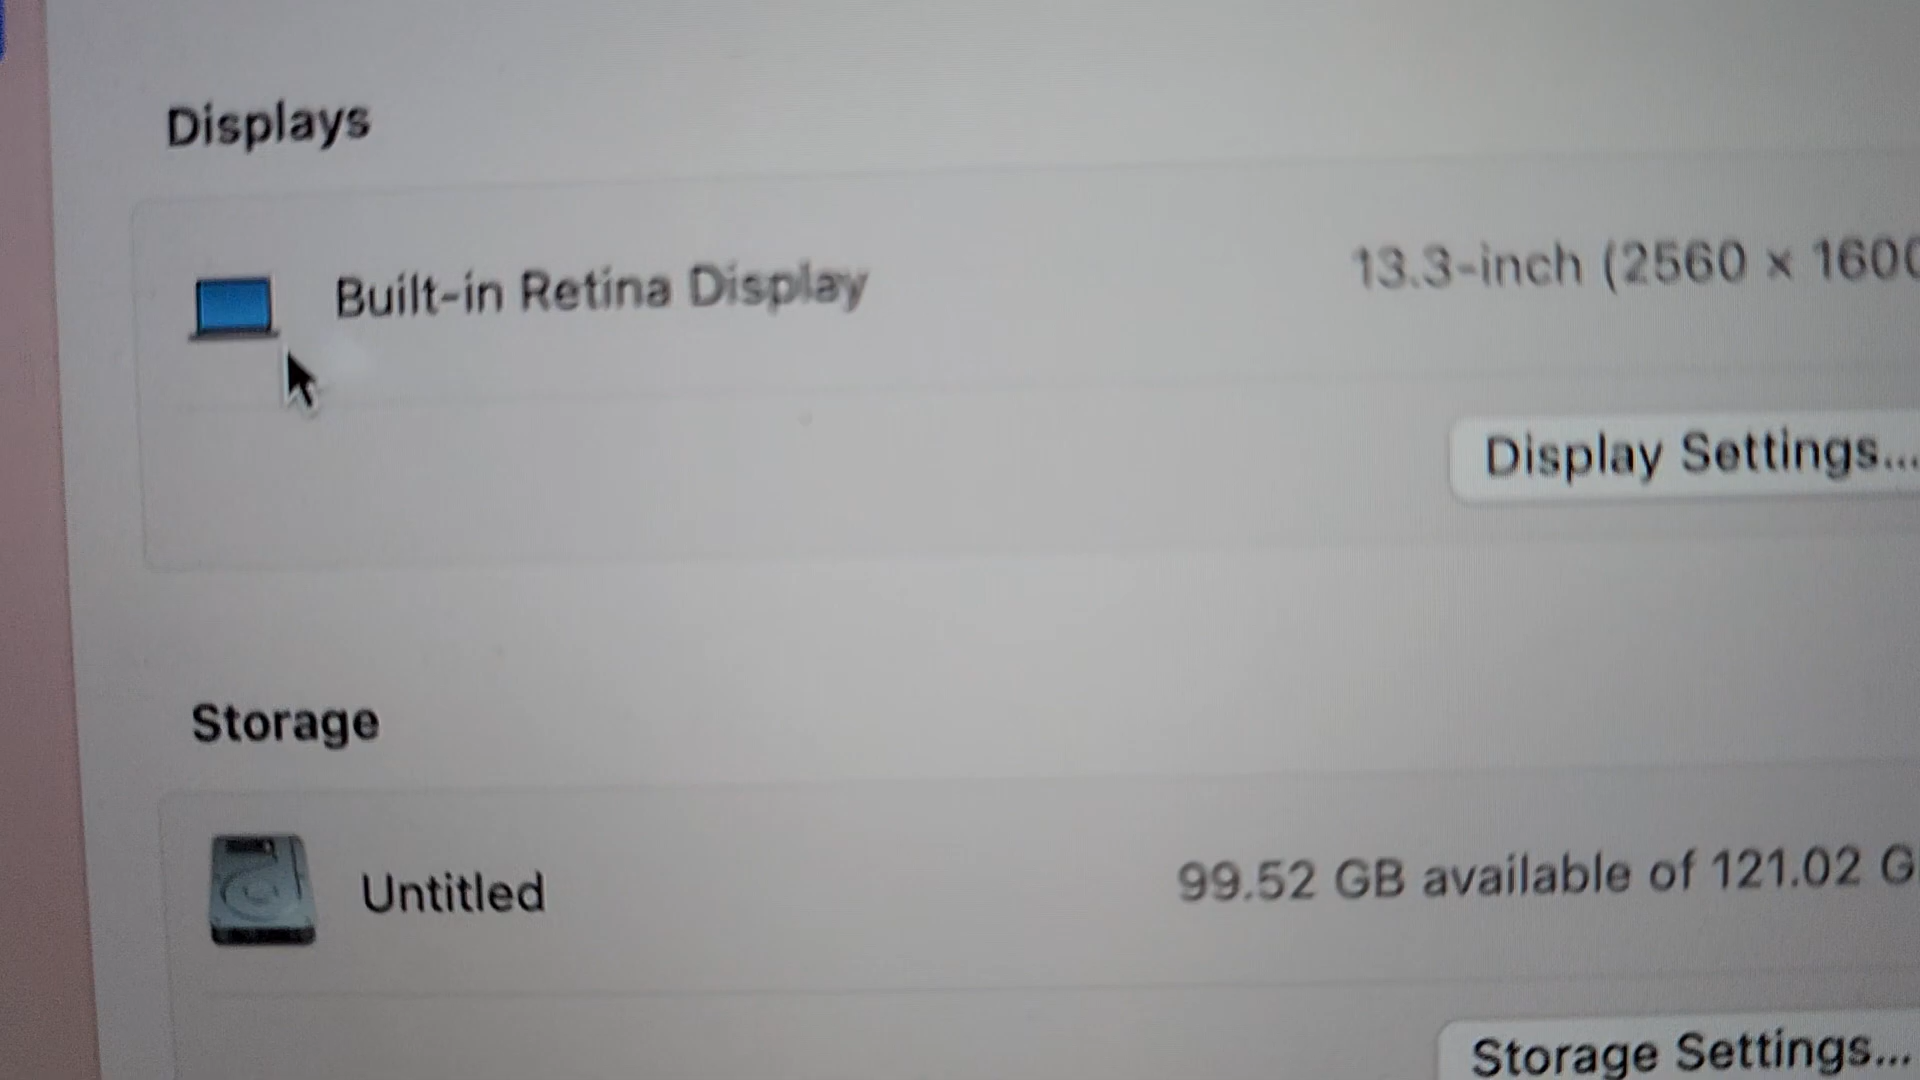 Displays
Built-in Retina Display
13.3-inch (2560 x 1600
Display Settings...
Storage
Untitled
99.52 GB available of 121.02 G
Storage Settings...